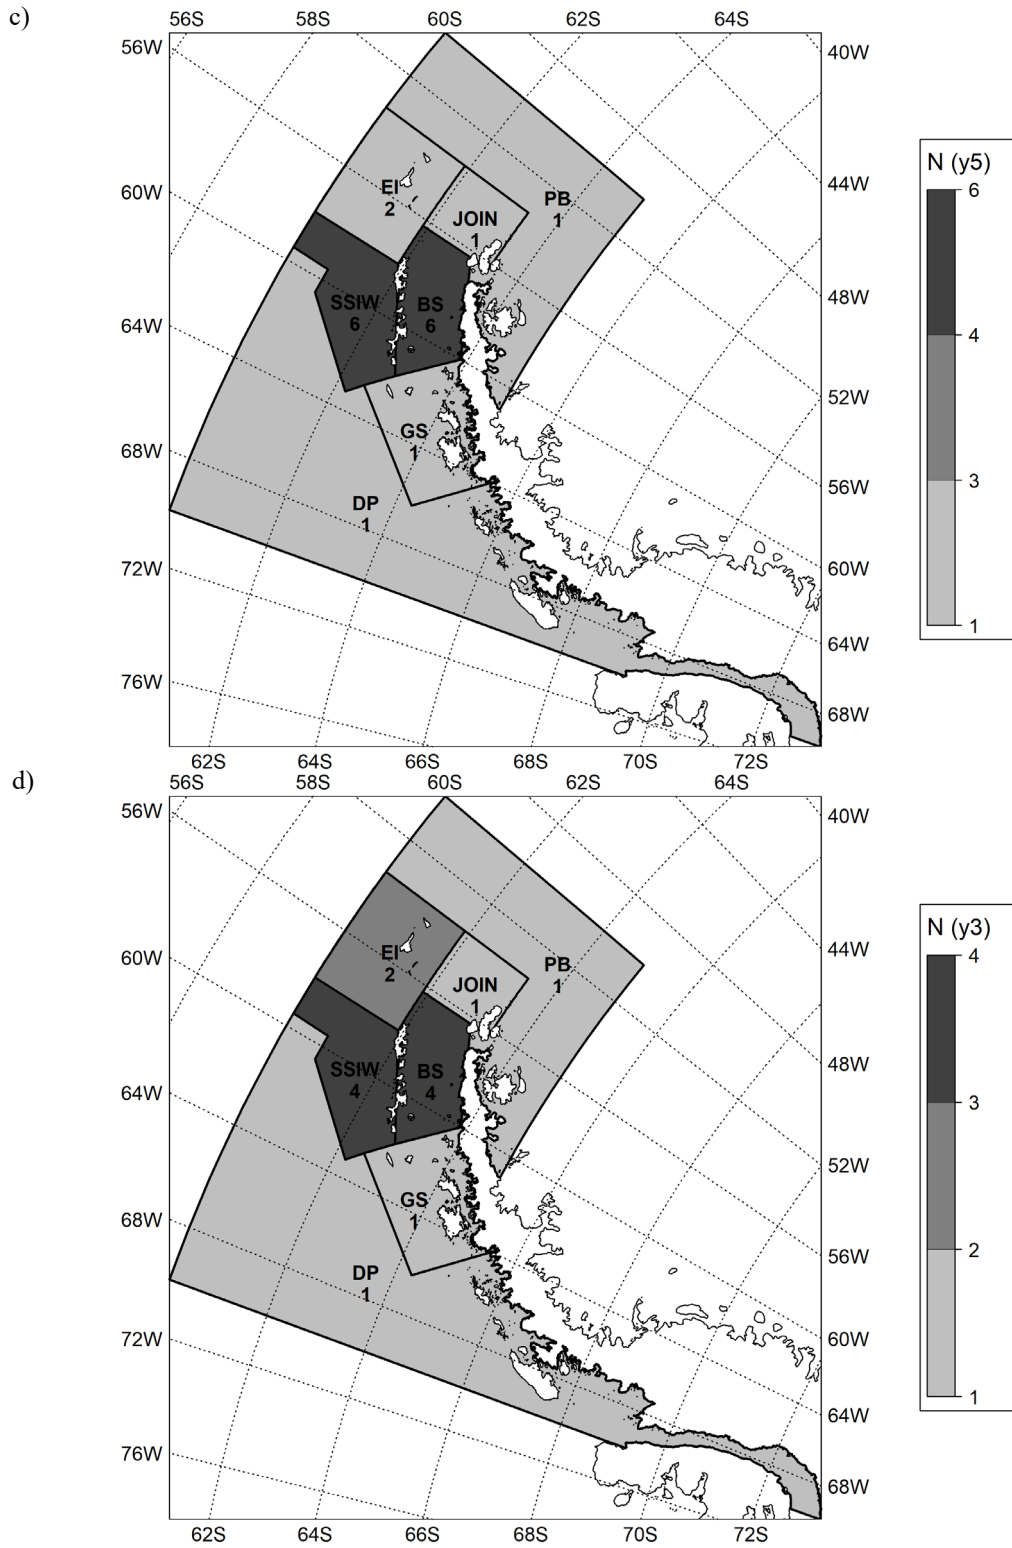 c)
56S 58S 60S 62S 64S
56W
60W
64W
68W
72W
76W
40W
44W
48W
52W
56W
60W
64W
68W
62S 64S 66S 68S 70S 72S
EI
2
JOIN
1
PB
1
SSIW
6
BS
6
GS
1
DP
1
N (y5)
6
4
3
1
d)
56S 58S 60S 62S 64S
56W
60W
64W
68W
72W
76W
40W
44W
48W
52W
56W
60W
64W
68W
62S 64S 66S 68S 70S 72S
EI
2
JOIN
1
PB
1
SSIW
4
BS
4
GS
1
DP
1
N (y3)
4
3
2
1